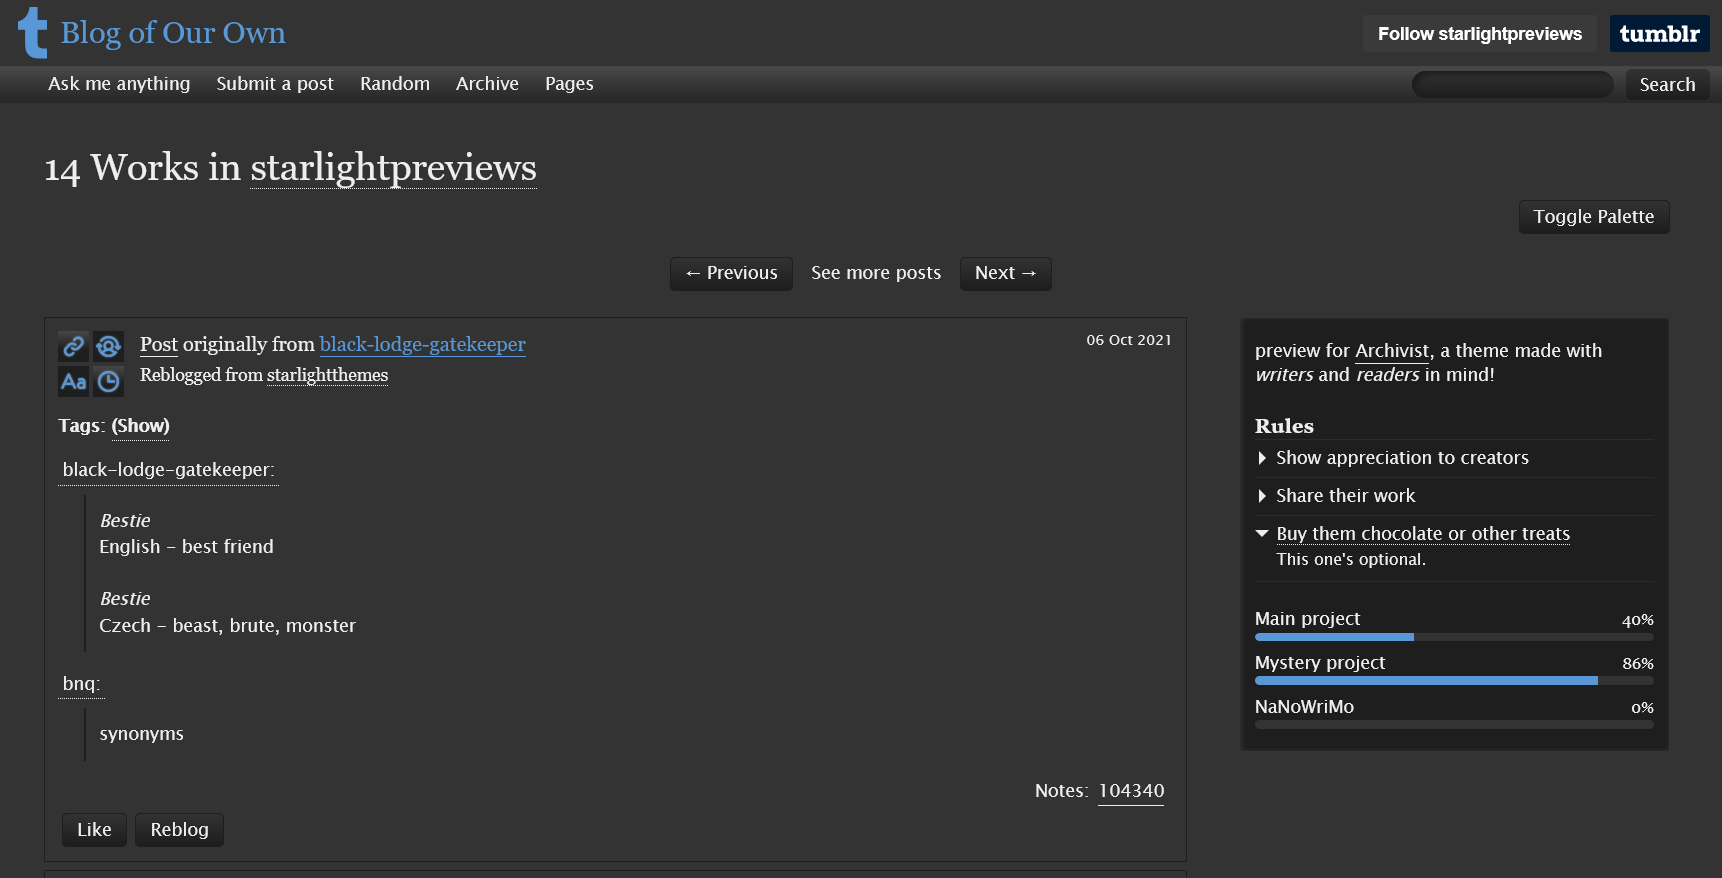 t Blog of Our Own
Follow starlightpreviews
tumblr
Ask me anything Submit a post Random Archive Pages
Search
14 Works in starlightpreviews
Toggle Palette
← Previous See more posts Next →
Post originally from black-lodge-gatekeeper
06 Oct 2021
Aa
Reblogged from starlightthemes
Tags: (Show)
black-lodge-gatekeeper:
Bestie
English – best friend
Bestie
Czech – beast, brute, monster
bnq:
synonyms
Notes: 104340
Like Reblog
preview for Archivist, a theme made with
writers and readers in mind!
Rules
Show appreciation to creators
Share their work
Buy them chocolate or other treats
This one's optional.
Main project 40%
Mystery project 86%
NaNoWriMo 0%